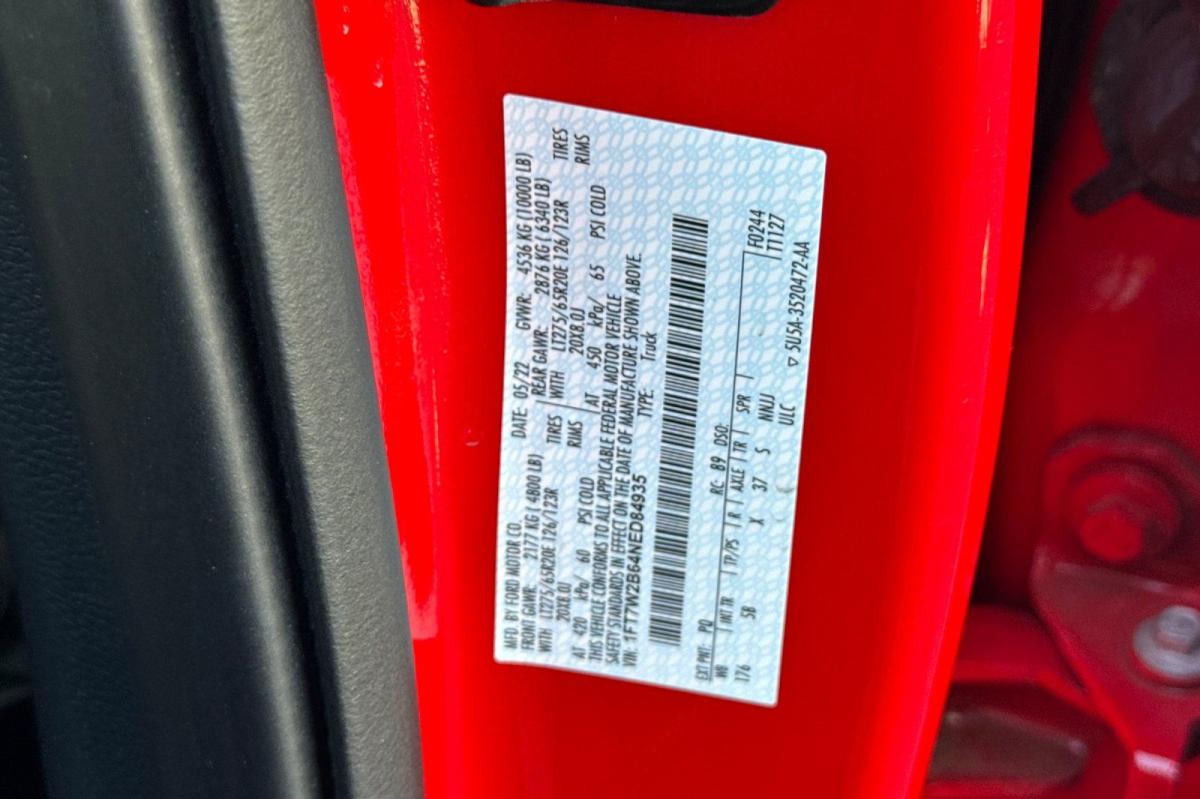 MFD. BY FORD MOTOR CO. DATE: 05/22 GVWR: 4536 KG (10000 LB)
FRONT GAWR: 2177 KG ( 4800 LB) REAR GAWR: 2876 KG ( 6340 LB)
WITH LT275/65R20E 126/123R TIRES WITH LT275/65R20E 126/123R TIRES
20X8.0J RIMS 20X8.0J RIMS
AT 420 kPa/ 60 PSI COLD AT 450 kPa/ 65 PSI COLD
THIS VEHICLE CONFORMS TO ALL APPLICABLE FEDERAL MOTOR VEHICLE
SAFETY STANDARDS IN EFFECT ON THE DATE OF MANUFACTURE SHOWN ABOVE.
VIN: 1FT7W2B64NED84935 TYPE: Truck
EXT PNT: PQ RC: B9 DSO: F0244
WB INT TR TP/PS R AXLE TR SPR TT127
176 5B X 37 S NNJJ
ULC
▽ 5U5A-3520472-AA